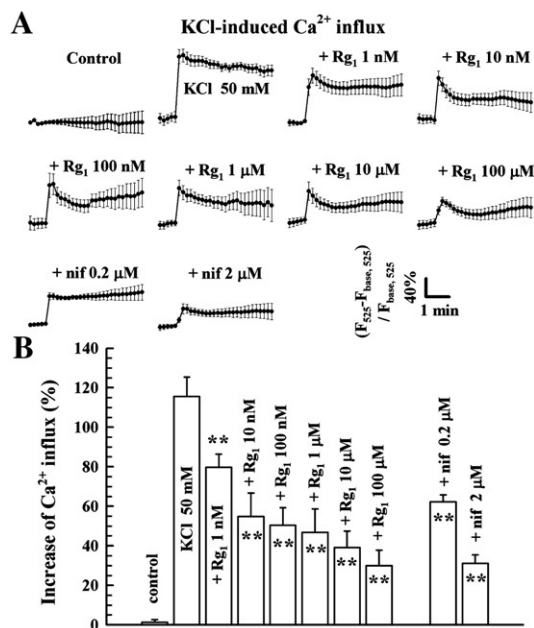 A
KCl-induced Ca²⁺ influx
Control
KCl 50 mM
+ Rg₁ 1 nM
+ Rg₁ 10 nM
+ Rg₁ 100 nM
+ Rg₁ 1 μM
+ Rg₁ 10 μM
+ Rg₁ 100 μM
+ nif 0.2 μM
+ nif 2 μM
(F₅₂₅-F_base, 525)
/ F_base, 525
40%
1 min
B
Increase of Ca²⁺ influx (%)
140
120
100
80
60
40
20
0
control
KCl 50 mM
**
+ Rg₁ 1 nM
+ Rg₁ 10 nM
**
+ Rg₁ 100 nM
**
+ Rg₁ 1 μM
**
+ Rg₁ 10 μM
**
+ Rg₁ 100 μM
**
+ nif 0.2 μM
**
+ nif 2 μM
**